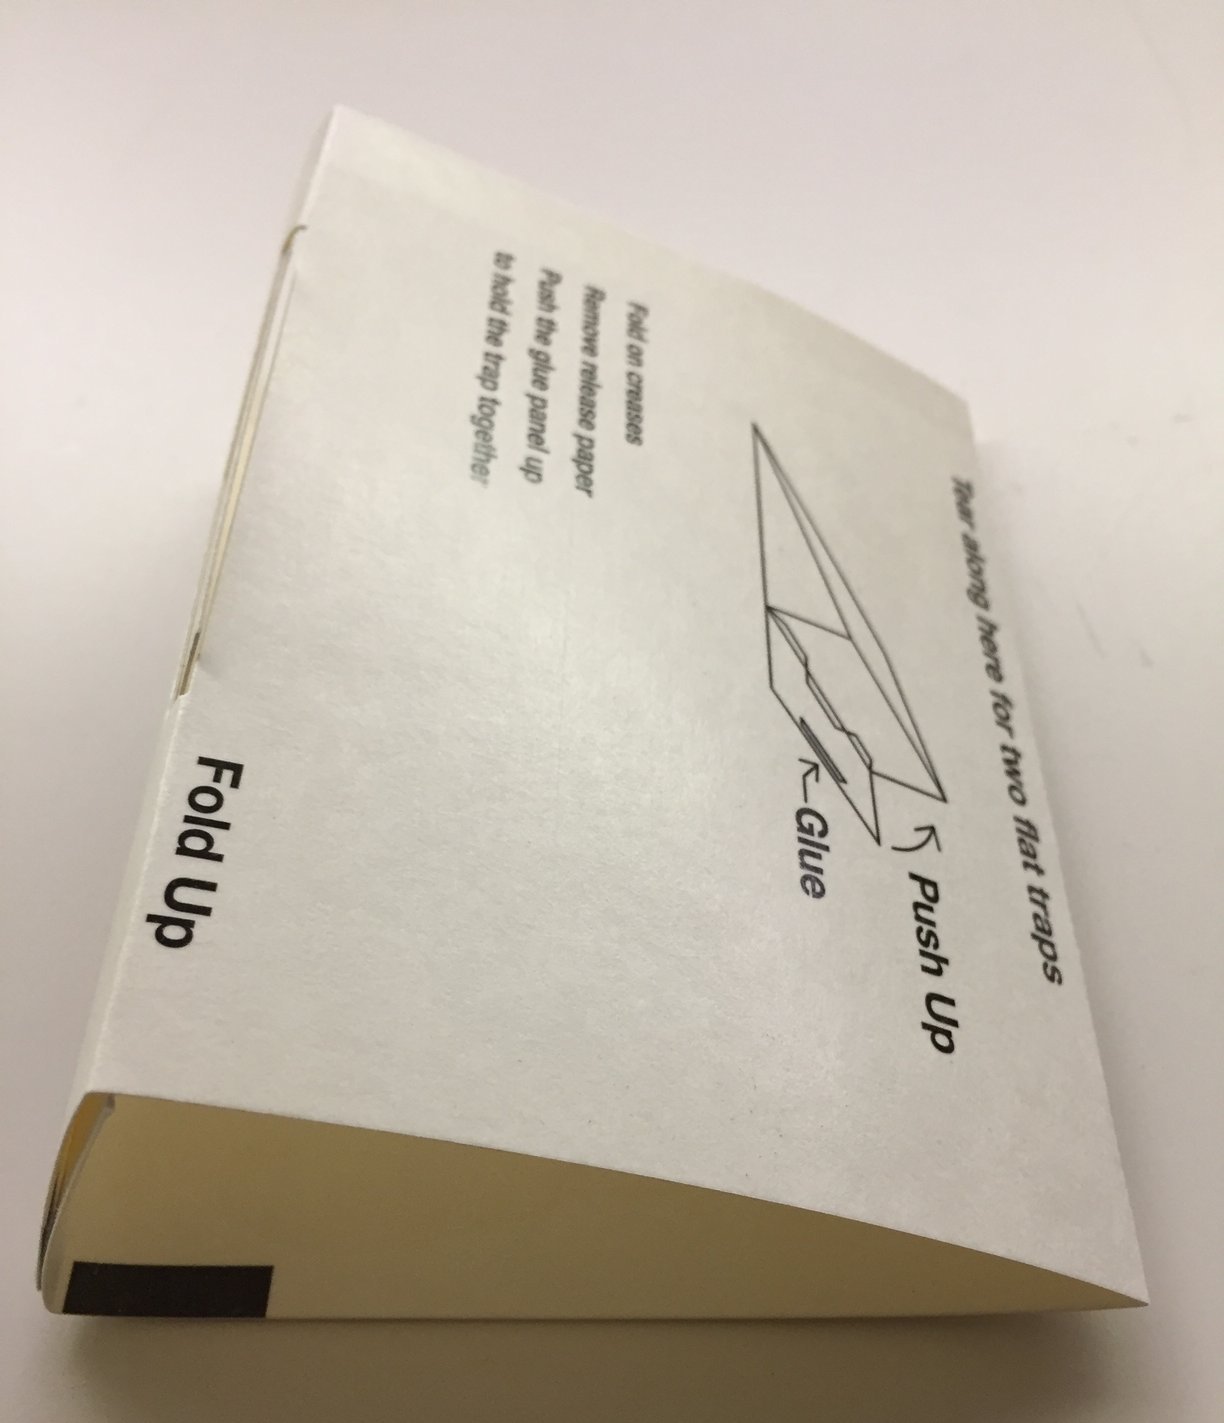 Tear along here for two flat traps
Push Up
Glue
Fold on creases
Remove release paper
Push the glue panel up
to hold the trap together
Fold Up